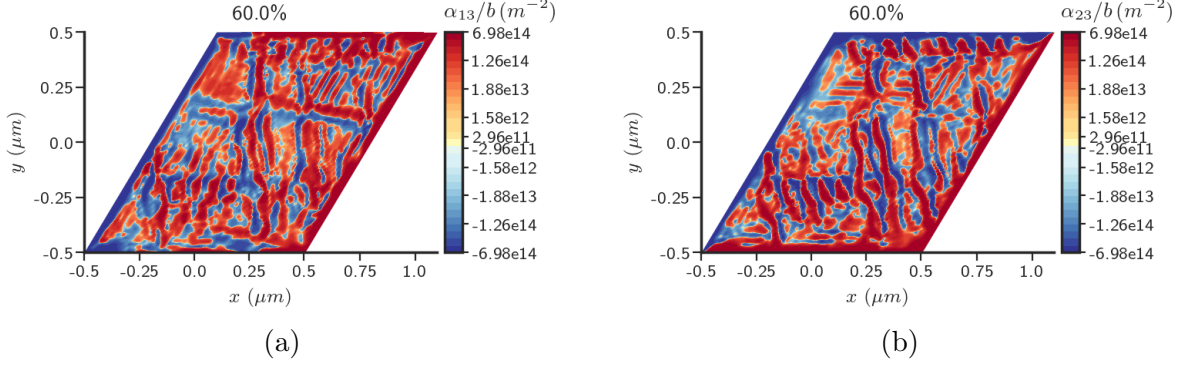 60.0%
α₁₃/b (m⁻²)
0.5
0.25
0.0
-0.25
-0.5
y (μm)
-0.5
-0.25
0.0
0.25
0.5
0.75
1.0
x (μm)
6.98e14
1.26e14
1.88e13
1.58e12
2.96e11
-2.96e11
-1.58e12
-1.88e13
-1.26e14
-6.98e14
(a)
60.0%
α₂₃/b (m⁻²)
0.5
0.25
0.0
-0.25
-0.5
y (μm)
-0.5
-0.25
0.0
0.25
0.5
0.75
1.0
x (μm)
6.98e14
1.26e14
1.88e13
1.58e12
2.96e11
-2.96e11
-1.58e12
-1.88e13
-1.26e14
-6.98e14
(b)